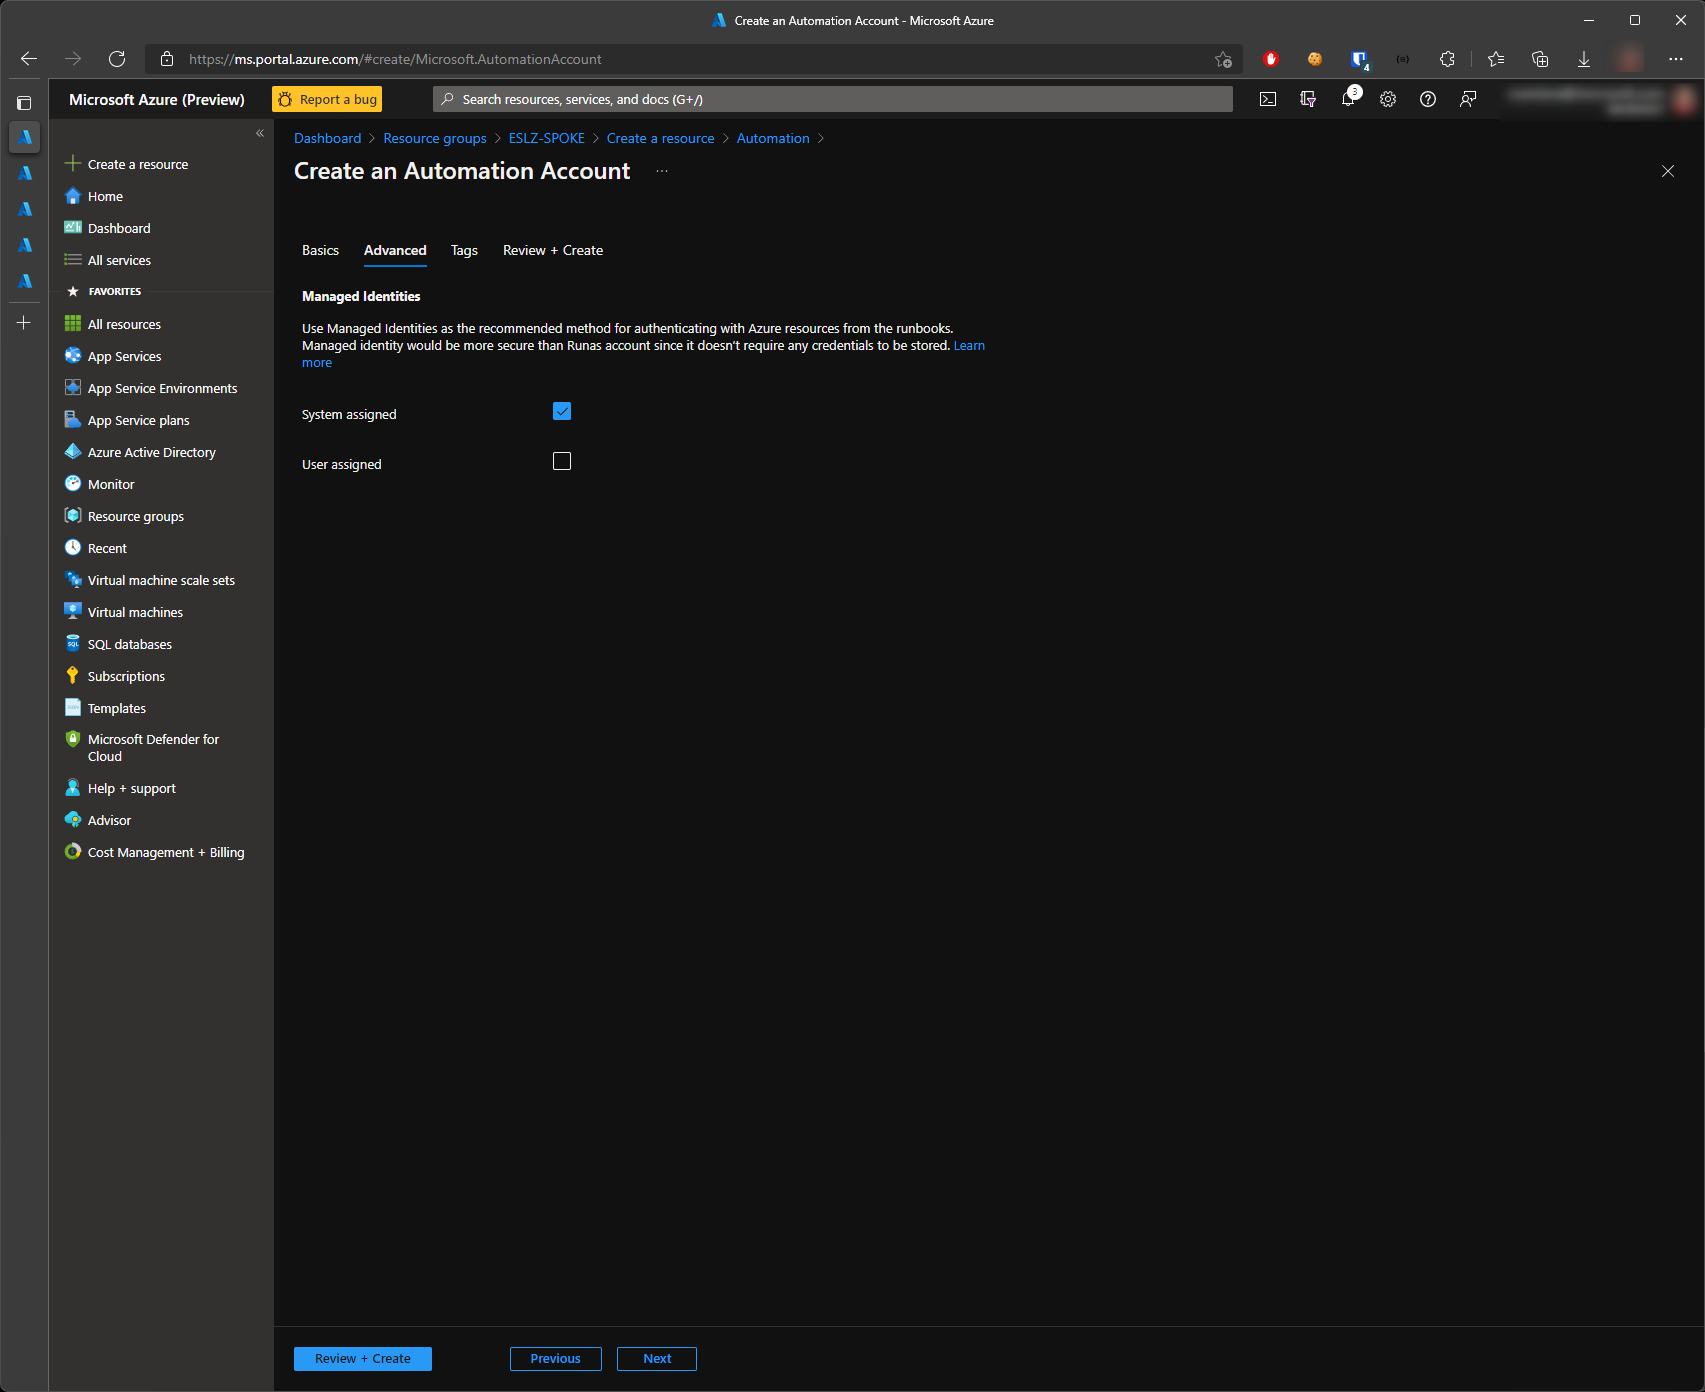 Create an Automation Account - Microsoft Azure
https://ms.portal.azure.com/#create/Microsoft.AutomationAccount
4
Microsoft Azure (Preview)
Report a bug
Search resources, services, and docs (G+/)
3
«
Create a resource
Home
Dashboard
All services
FAVORITES
All resources
App Services
App Service Environments
App Service plans
Azure Active Directory
Monitor
Resource groups
Recent
Virtual machine scale sets
Virtual machines
SQL
SQL databases
Subscriptions
Templates
Microsoft Defender for
Cloud
Help + support
Advisor
Cost Management + Billing
Dashboard > Resource groups > ESLZ-SPOKE > Create a resource > Automation >
Create an Automation Account ...
Basics Advanced Tags Review + Create
Managed Identities
Use Managed Identities as the recommended method for authenticating with Azure resources from the runbooks.
Managed identity would be more secure than Runas account since it doesn't require any credentials to be stored. Learn
more
System assigned
User assigned
Review + Create
Previous
Next